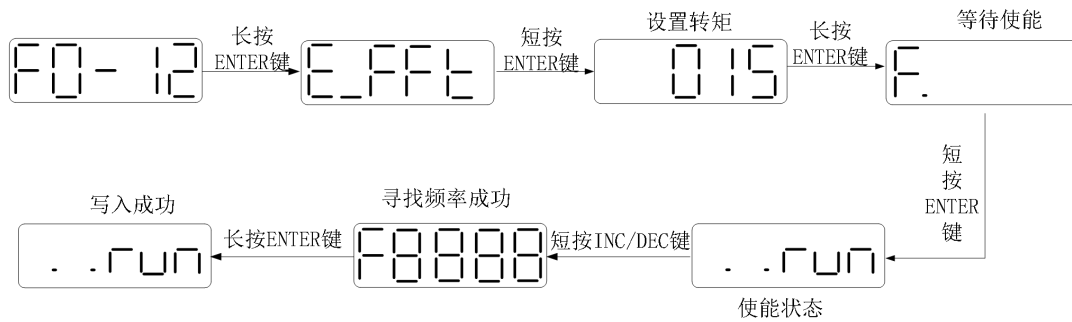 设置转矩
等待使能
F0-12
长按
ENTER键
E_FFt
短按
ENTER键
015
长按
ENTER键
F.
短
按
ENTER
键
写入成功
寻找频率成功
..run
长按ENTER键
F8888
短按INC/DEC键
..run
使能状态